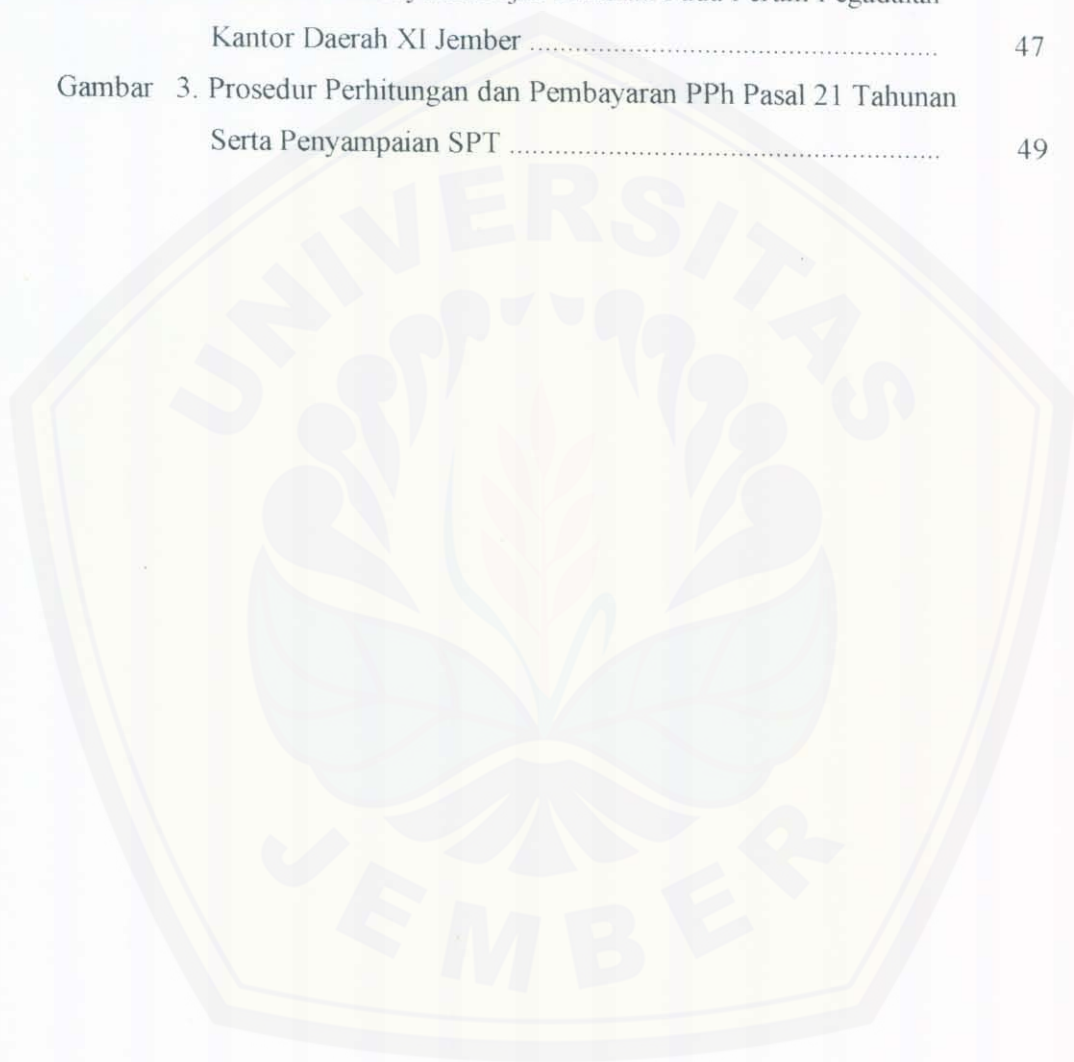 Kantor Daerah XI Jember ................................................... 47
Gambar 3. Prosedur Perhitungan dan Pembayaran PPh Pasal 21 Tahunan
Serta Penyampaian SPT ...................................................... 49
UNIVERSITAS
JEMBER